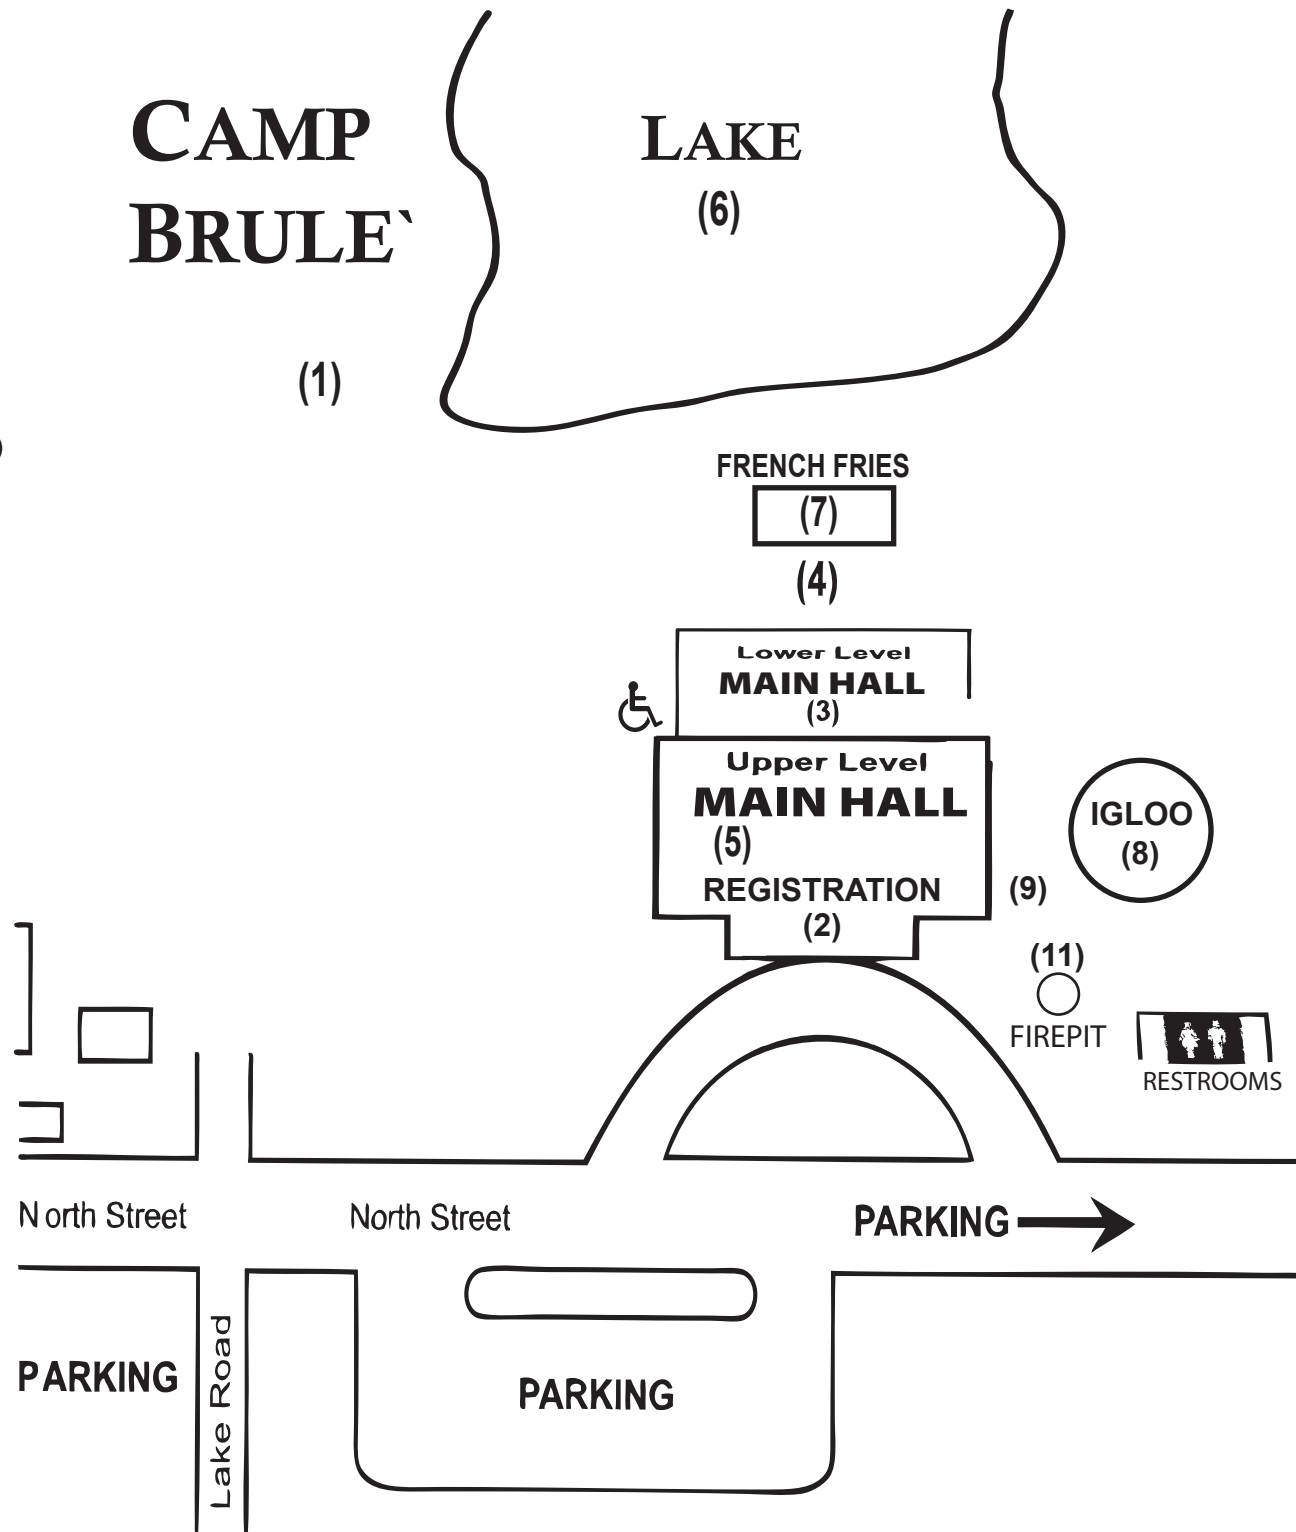 CAMP
BRULE`
LAKE
(6)
(1)
)
FRENCH FRIES
(7)
(4)
Lower Level
MAIN HALL
(3)
Upper Level
MAIN HALL
(5)
REGISTRATION
(2)
IGLOO
(8)
(9)
(11)
FIREPIT
RESTROOMS
North Street
North Street
PARKING
PARKING
Lake Road
PARKING